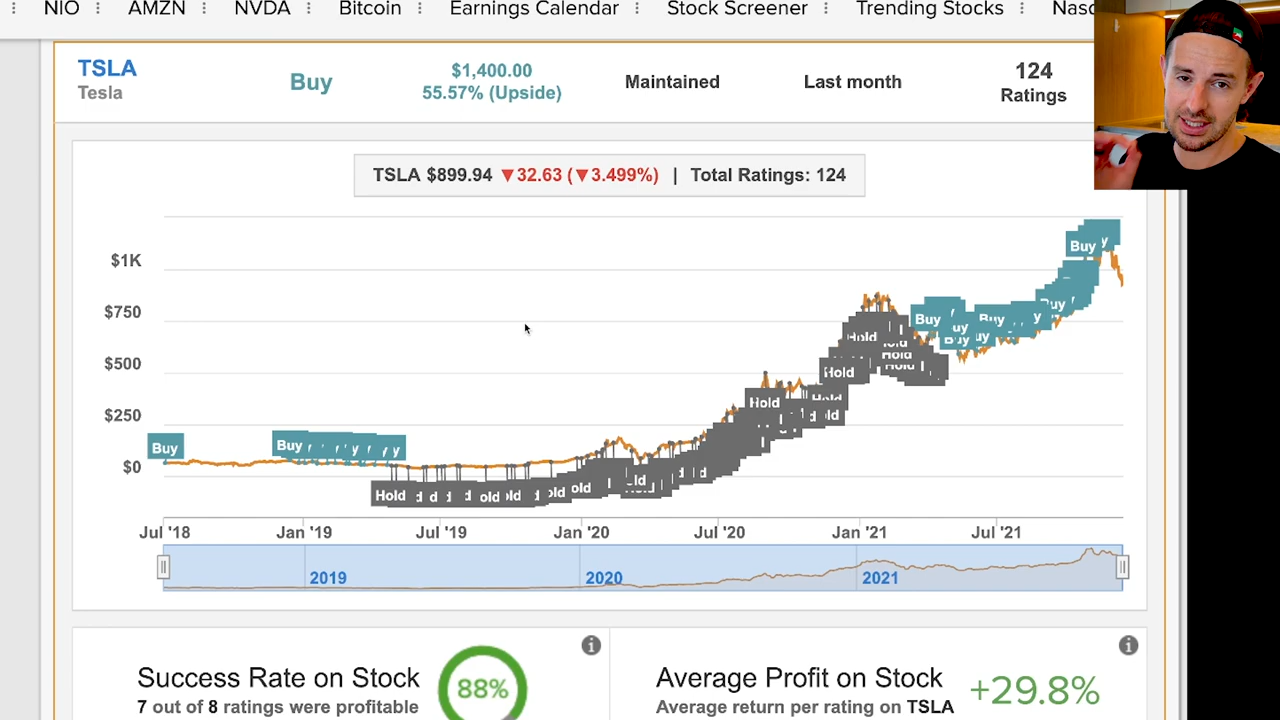 NIO AMZN NVDA Bitcoin Earnings Calendar Stock Screener Trending Stocks
TSLA
Tesla
Buy
$1,400.00
55.57% (Upside)
Maintained
Last month
124
Ratings
TSLA $899.94 ▼32.63 (▼3.499%) | Total Ratings: 124
$1K
$750
$500
$250
$0
Buy
Buy
Hold
Hold
Hold
Hold
Hold
Buy
Buy
Buy
Buy
Jul '18 Jan '19 Jul '19 Jan '20 Jul '20 Jan '21 Jul '21
2019 2020 2021
Success Rate on Stock
7 out of 8 ratings were profitable
88%
Average Profit on Stock
Average return per rating on TSLA
+29.8%